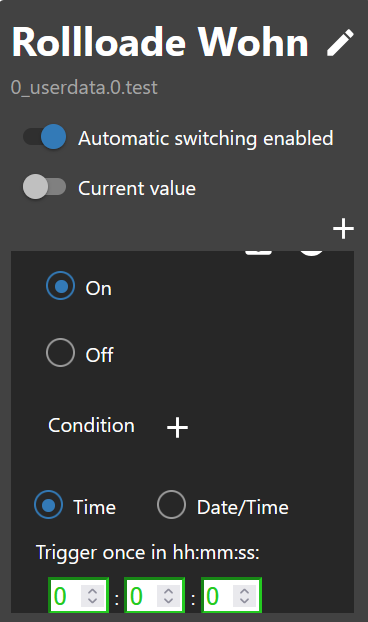 Rollloade Wohn
0_userdata.0.test
Automatic switching enabled
Current value
On
Off
Condition
Time Date/Time
Trigger once in hh:mm:ss:
0 : 0 : 0